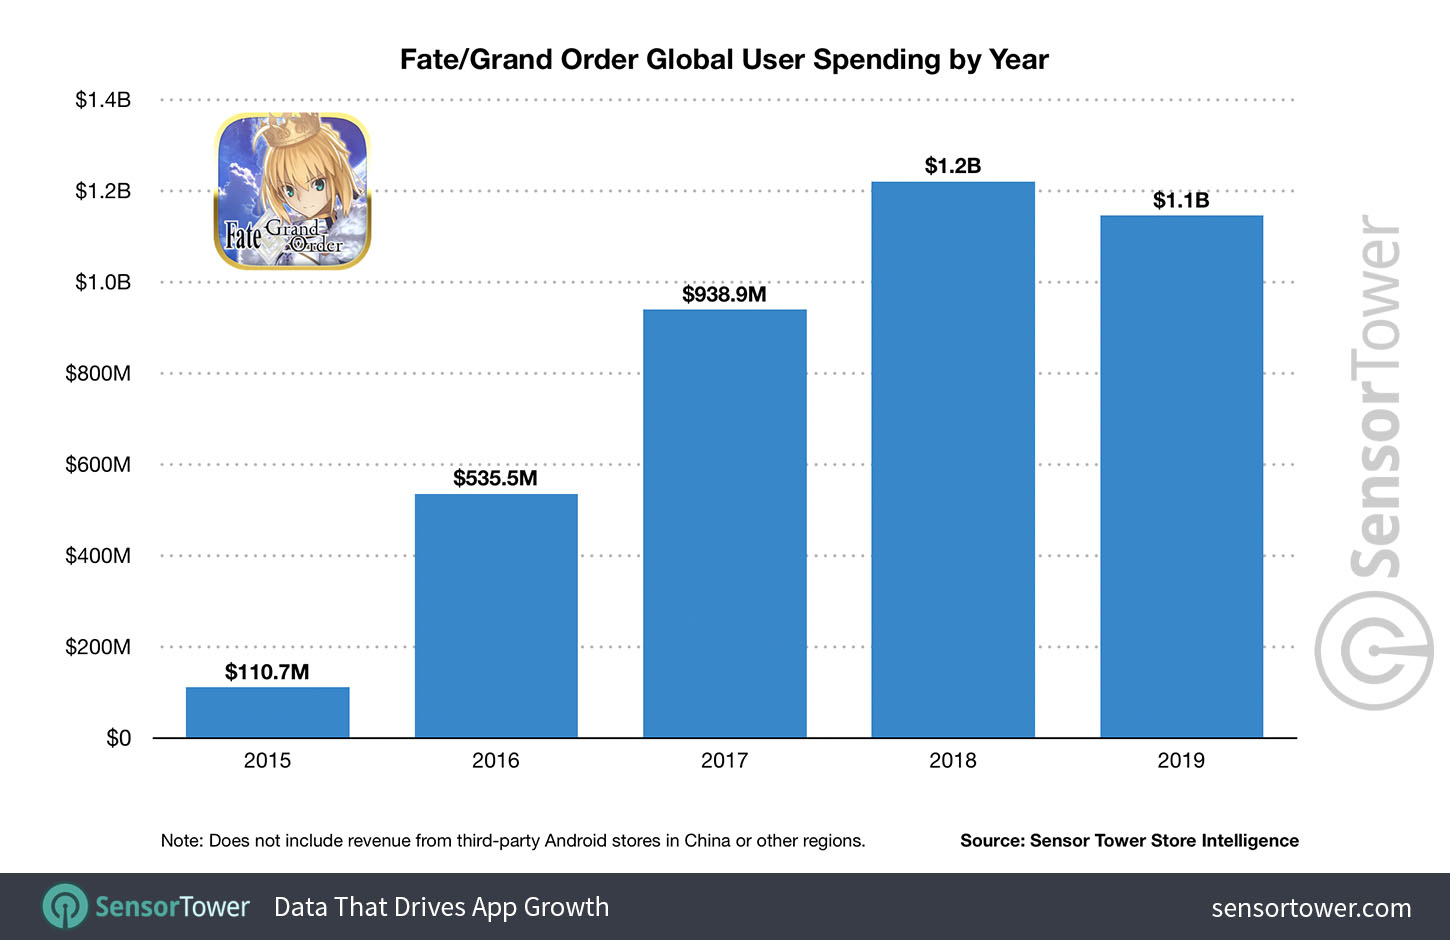 Fate/Grand Order Global User Spending by Year
$1.4B
$1.2B
$1.0B
$800M
$600M
$400M
$200M
$0
Fate Grand
Order
$110.7M
$535.5M
$938.9M
$1.2B
$1.1B
2015
2016
2017
2018
2019
SensorTower
Note: Does not include revenue from third-party Android stores in China or other regions.
Source: Sensor Tower Store Intelligence
SensorTower
Data That Drives App Growth
sensortower.com